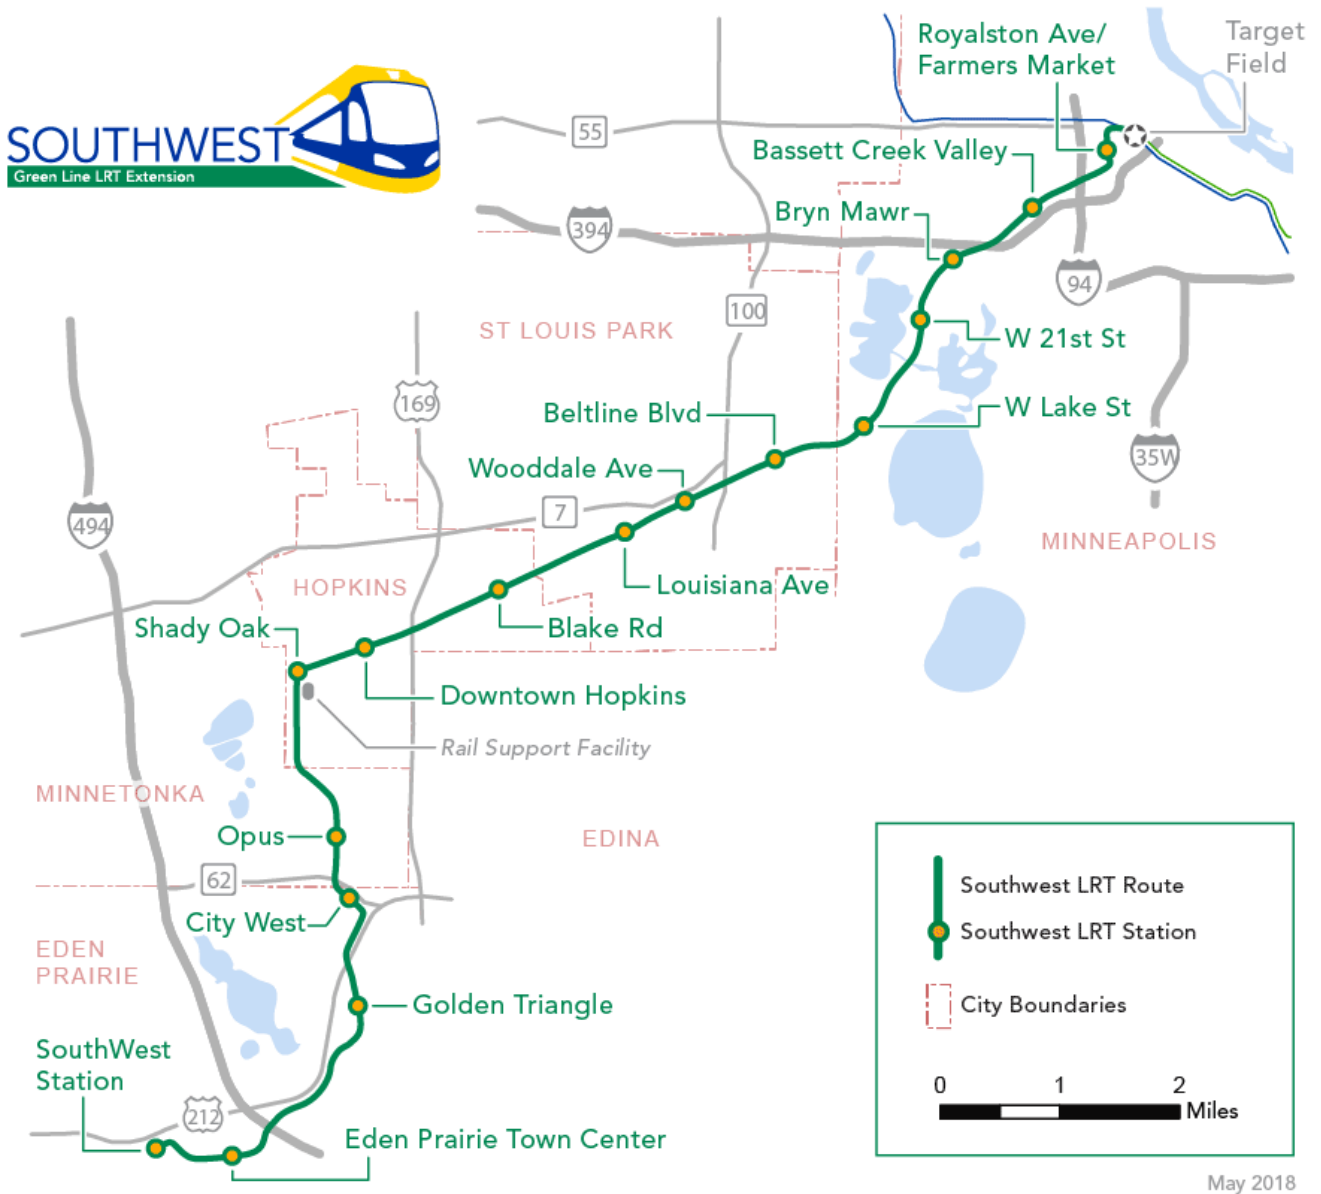 SOUTHWEST
Green Line LRT Extension
Royalston Ave/
Farmers Market
Target
Field
55
Bassett Creek Valley
Bryn Mawr
394
94
100
ST LOUIS PARK
W 21st St
169
Beltline Blvd
W Lake St
Wooddale Ave
35W
7
494
MINNEAPOLIS
HOPKINS
Louisiana Ave
Shady Oak
Blake Rd
Downtown Hopkins
Rail Support Facility
MINNETONKA
Opus
EDINA
62
City West
EDEN
PRAIRIE
Golden Triangle
SouthWest
Station
212
Eden Prairie Town Center
Southwest LRT Route
Southwest LRT Station
City Boundaries
0 1 2
Miles
May 2018